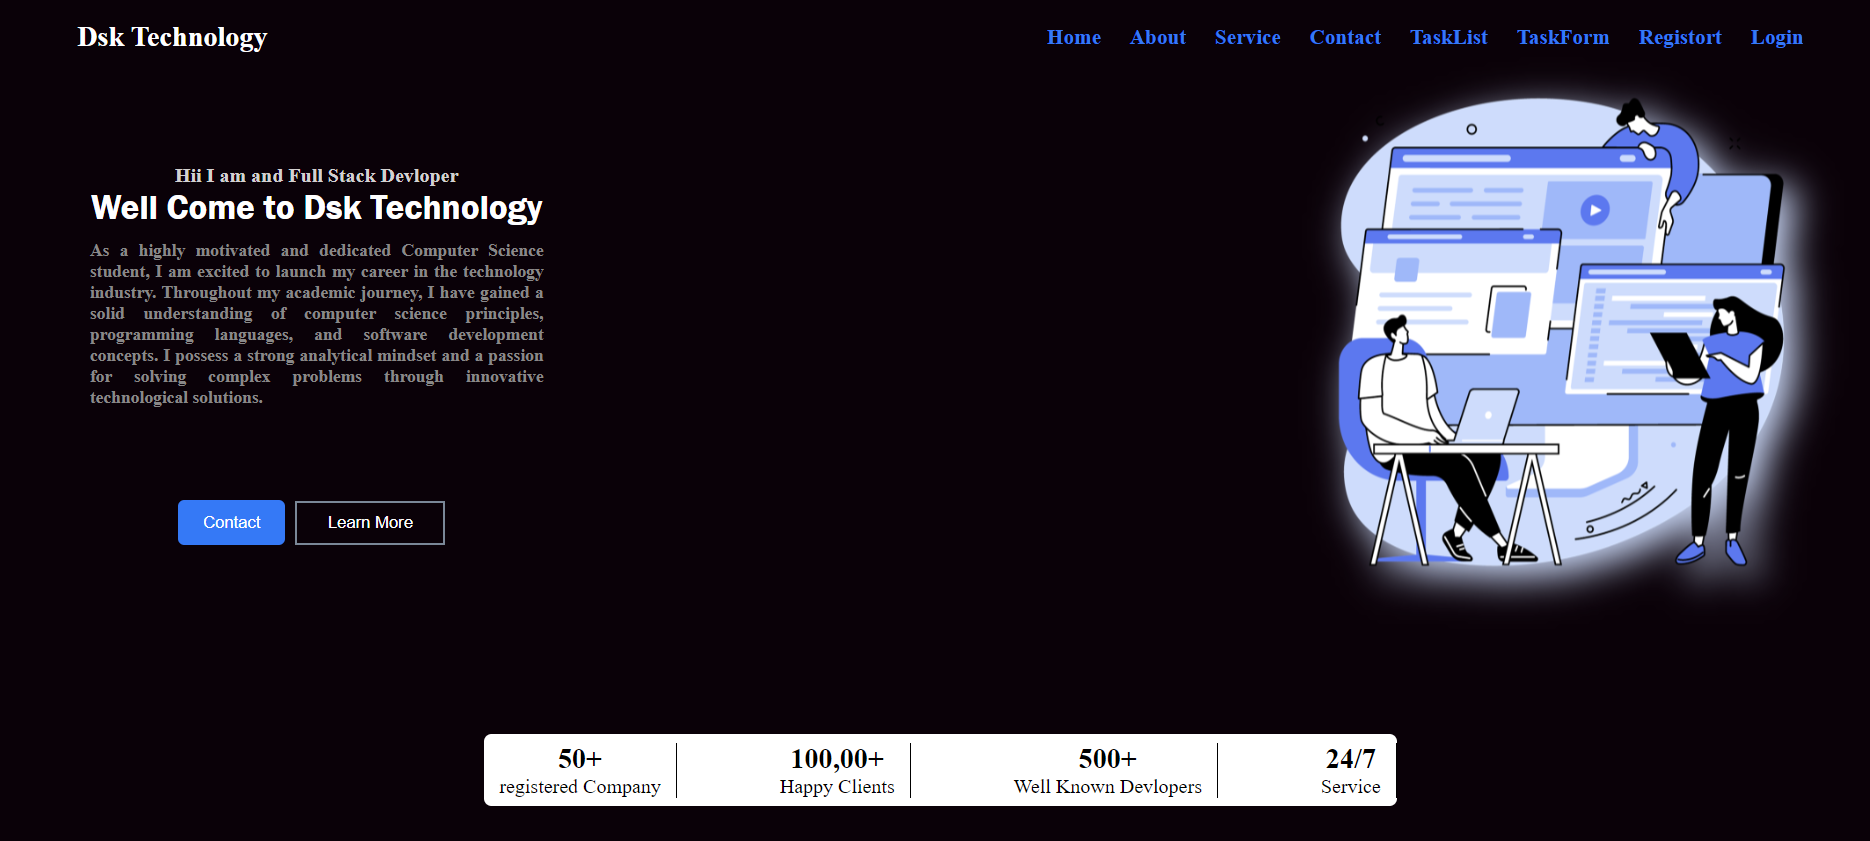 Dsk Technology
Home About Service Contact TaskList TaskForm Registort Login
Hii I am and Full Stack Devloper
Well Come to Dsk Technology
As a highly motivated and dedicated Computer Science
student, I am excited to launch my career in the technology
industry. Throughout my academic journey, I have gained a
solid understanding of computer science principles,
programming languages, and software development
concepts. I possess a strong analytical mindset and a passion
for solving complex problems through innovative
technological solutions.
Contact Learn More
50+ 100,00+ 500+ 24/7
registered Company Happy Clients Well Known Devlopers Service